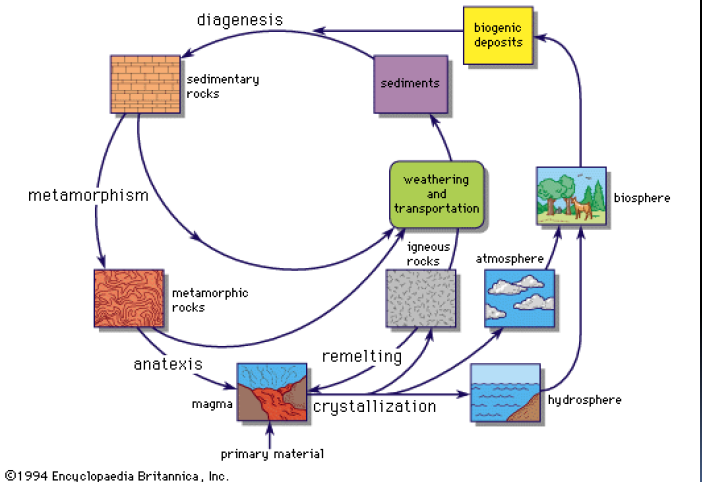 diagenesis
biogenic
deposits
sedimentary
rocks
sediments
weathering
and
transportation
metamorphism
biosphere
igneous
rocks
atmosphere
metamorphic
rocks
anatexis
remelting
magma
crystallization
hydrosphere
primary material
©1994 Encyclopaedia Britannica, Inc.